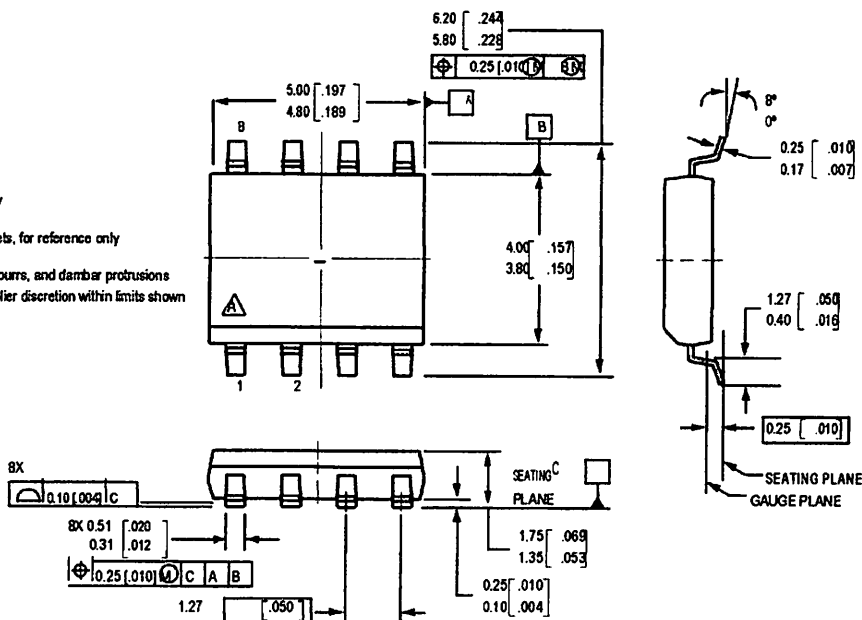 6.20 [ .244
5.80 [ .228
0.25 [.010 M B M
5.00 [ .197
4.80 [ .189
A
8
B
8°
0°
0.25 [ .010]
0.17 [ .007]
ets, for reference only
burrs, and dambar protrusions
lier discretion within limits shown
4.00 [ .157
3.80 [ .150
A
1.27 [ .050
0.40 [ .016
1 2
0.25 [ .010]
SEATING PLANE
GAUGE PLANE
8X
0.10 [.004] C
SEATING C
PLANE
8X 0.51 [ .020
0.31 [ .012
1.75 [ .069
1.35 [ .053
0.25 [.010] M C A B
0.25 [ .010
0.10 [ .004
1.27 [.050]